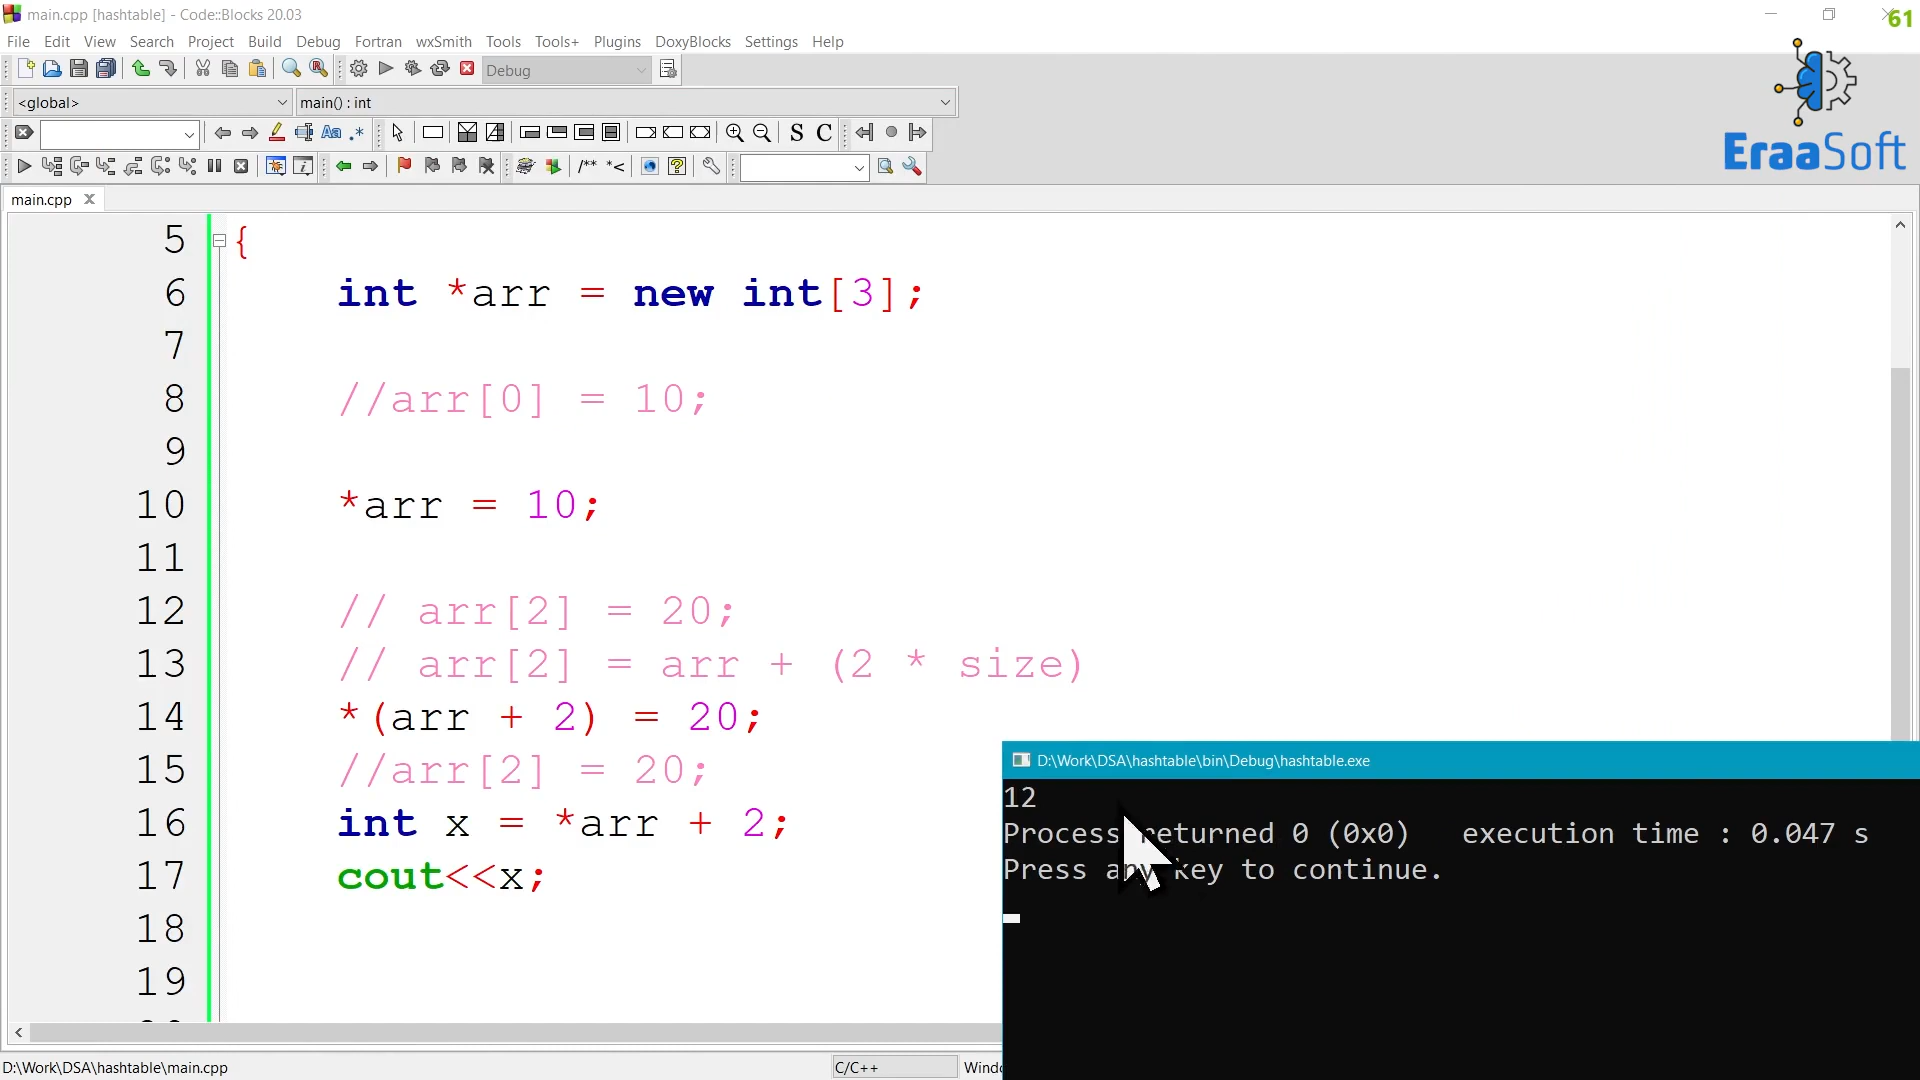 main.cpp [hashtable] - Code::Blocks 20.03
61
File Edit View Search Project Build Debug Fortran wxSmith Tools Tools+ Plugins DoxyBlocks Settings Help
Debug
<global> main() : int
Aa .* S C
/** *<
EraaSoft
main.cpp
5 {
6 int *arr = new int[3];
7
8 //arr[0] = 10;
9
10 *arr = 10;
11
12 // arr[2] = 20;
13 // arr[2] = arr + (2 * size)
14 *(arr + 2) = 20;
15 //arr[2] = 20;
16 int x = *arr + 2;
17 cout<<x;
18
19
D:\Work\DSA\hashtable\bin\Debug\hashtable.exe
12
Process returned 0 (0x0) execution time : 0.047 s
Press any key to continue.
D:\Work\DSA\hashtable\main.cpp C/C++ Windo